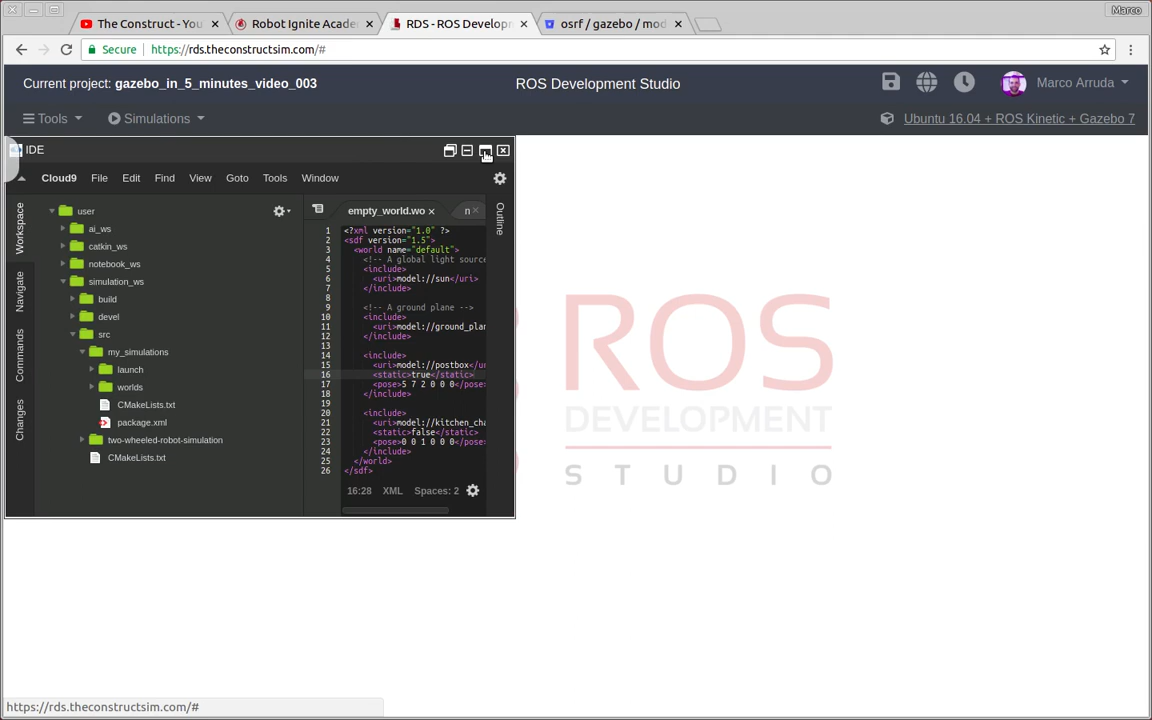 Marco
The Construct - You
Robot Ignite Acade
RDS - ROS Develop
osrf / gazebo / mod
Secure https://rds.theconstructsim.com/#
Current project: gazebo_in_5_minutes_video_003
ROS Development Studio
Marco Arruda
Tools
Simulations
Ubuntu 16.04 + ROS Kinetic + Gazebo 7
IDE
Cloud9 File Edit Find View Goto Tools Window
Workspace
Navigate
Commands
Changes
user
ai_ws
catkin_ws
notebook_ws
simulation_ws
build
devel
src
my_simulations
launch
worlds
CMakeLists.txt
package.xml
two-wheeled-robot-simulation
CMakeLists.txt
empty_world.wo
n
Outline
1 <?xml version="1.0" ?>
2 <sdf version="1.5">
3 <world name="default">
4 <!-- A global light source
5 <include>
6 <uri>model://sun</uri>
7 </include>
8
9 <!-- A ground plane -->
10 <include>
11 <uri>model://ground_plan
12 </include>
13
14 <include>
15 <uri>model://postbox</ur
16 <static>true</static>
17 <pose>5 7 2 0 0 0</pose>
18 </include>
19
20 <include>
21 <uri>model://kitchen_cha
22 <static>false</static>
23 <pose>0 0 1 0 0 0</pose>
24 </include>
25 </world>
26 </sdf>
16:28 XML Spaces: 2
ROS
DEVELOPMENT
STUDIO
https://rds.theconstructsim.com/#